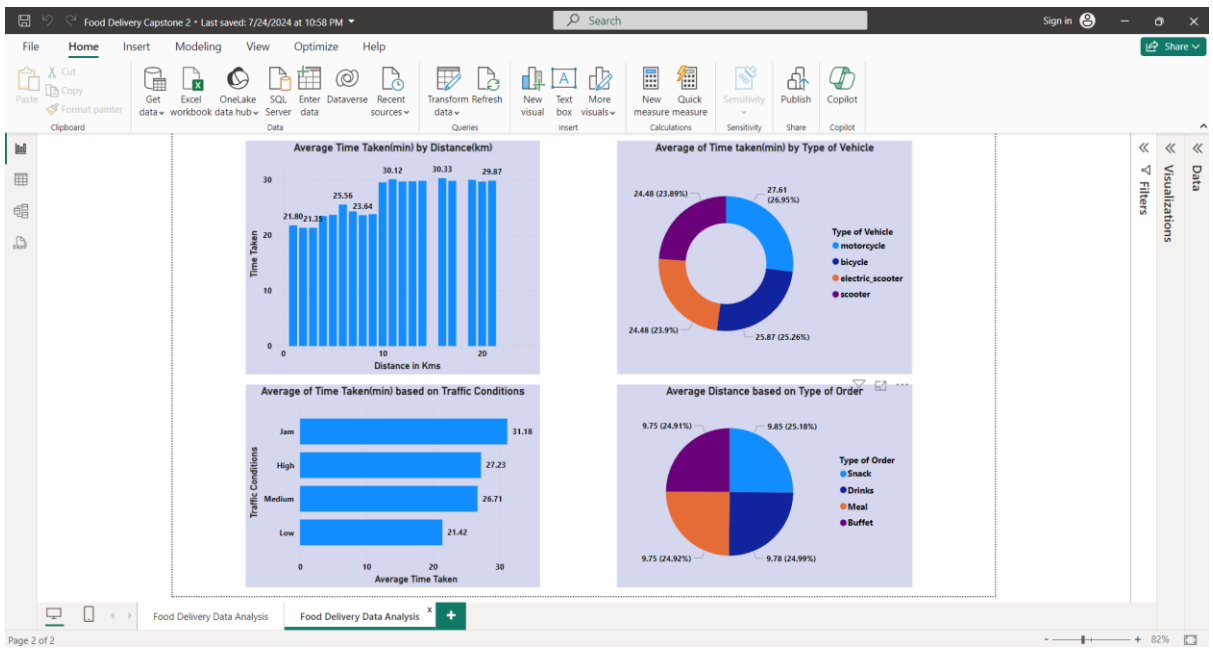 Food Delivery Capstone 2 • Last saved: 7/24/2024 at 10:58 PM
Search
Sign in
File Home Insert Modeling View Optimize Help
Share
Paste
Cut
Copy
Format painter
Clipboard
Get data
Excel workbook
OneLake data hub
SQL Server
Enter data
Dataverse
Recent sources
Data
Transform data
Refresh
Queries
New visual
Text box
More visuals
Insert
New measure
Quick measure
Calculations
Sensitivity
Sensitivity
Publish
Share
Copilot
Copilot
Average Time Taken(min) by Distance(km)
Time Taken
30
20
10
0
21.80
21.35
25.56
23.64
30.12
30.33
29.87
0 10 20
Distance in Kms
Average of Time taken(min) by Type of Vehicle
24.48 (23.89%)
27.61
(26.95%)
24.48 (23.9%)
25.87 (25.26%)
Type of Vehicle
motorcycle
bicycle
electric_scooter
scooter
Average of Time Taken(min) based on Traffic Conditions
Traffic Conditions
Jam 31.18
High 27.23
Medium 26.71
Low 21.42
0 10 20 30
Average Time Taken
Average Distance based on Type of Order
9.75 (24.91%)
9.85 (25.18%)
9.75 (24.92%)
9.78 (24.99%)
Type of Order
Snack
Drinks
Meal
Buffet
Filters
Visualizations
Data
Food Delivery Data Analysis
Food Delivery Data Analysis
Page 2 of 2
82%